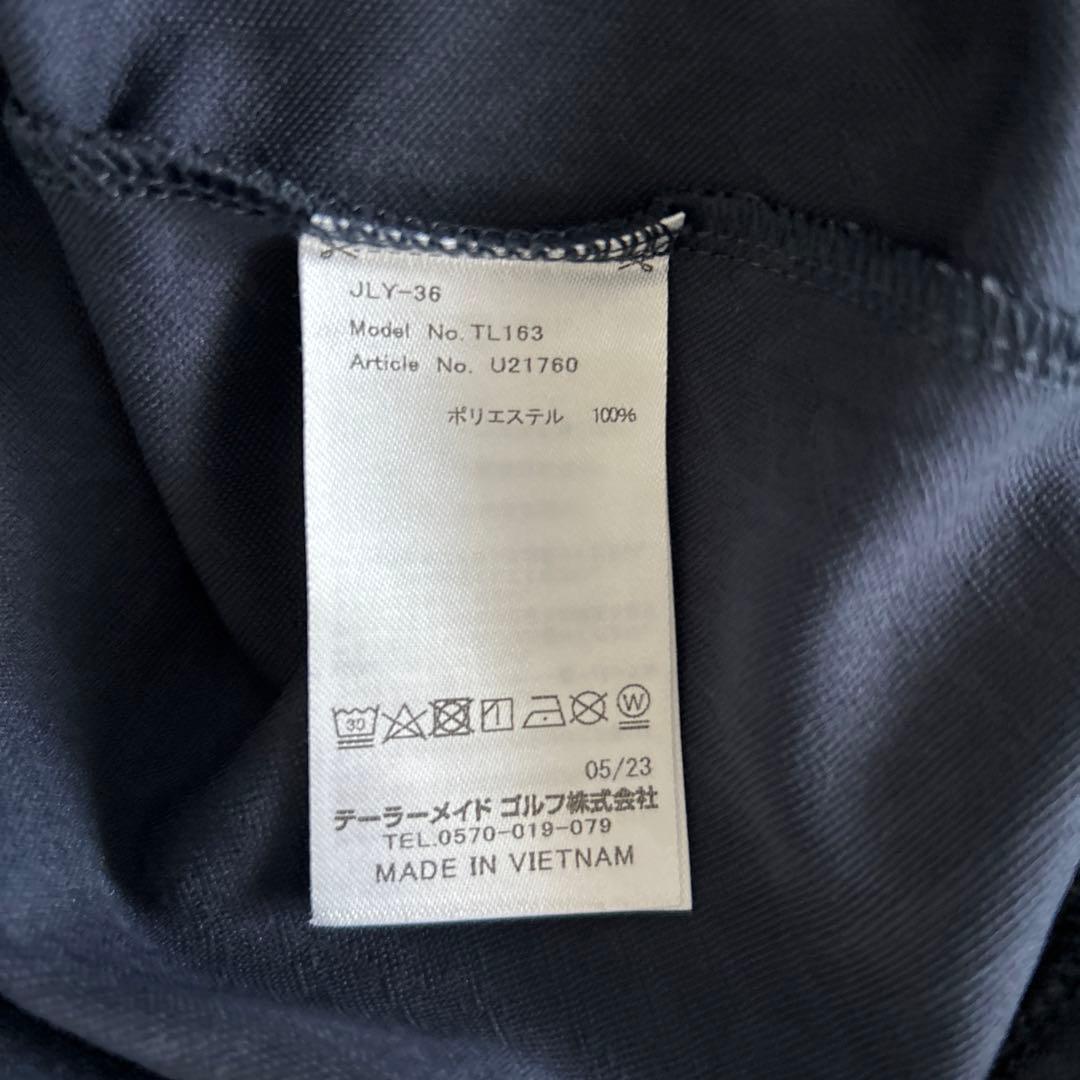 JLY-36
Model No. TL163
Article No. U21760
ポリエステル 100%
30
W
05/23
テーラーメイド ゴルフ株式会社
TEL.0570-019-079
MADE IN VIETNAM